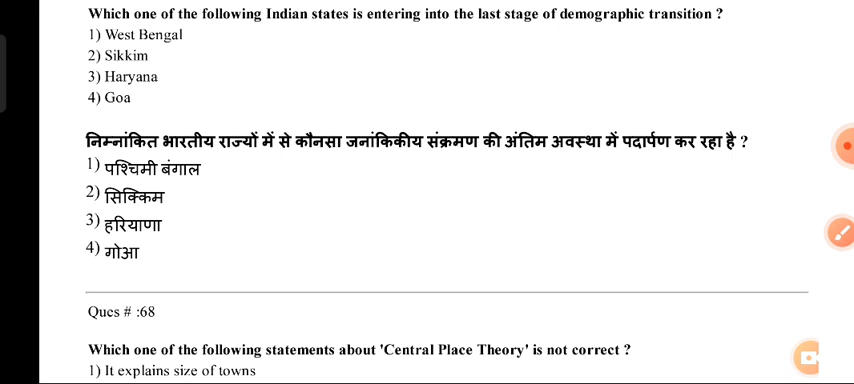 Which one of the following Indian states is entering into the last stage of demographic transition ?
1) West Bengal
2) Sikkim
3) Haryana
4) Goa
निम्नांकित भारतीय राज्यों में से कौनसा जनांकिकीय संक्रमण की अंतिम अवस्था में पदार्पण कर रहा है ?
1) पश्चिमी बंगाल
2) सिक्किम
3) हरियाणा
4) गोआ
Ques # :68
Which one of the following statements about 'Central Place Theory' is not correct ?
1) It explains size of towns